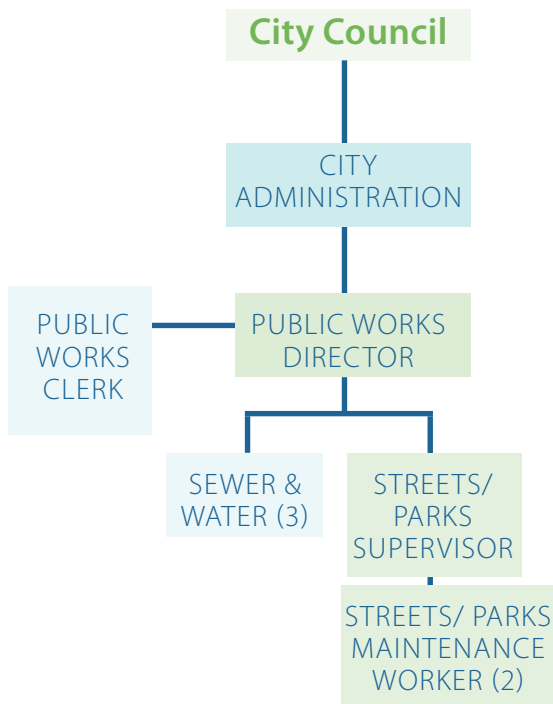 City Council
CITY
ADMINISTRATION
PUBLIC
WORKS
CLERK
PUBLIC WORKS
DIRECTOR
SEWER &
WATER (3)
STREETS/
PARKS
SUPERVISOR
STREETS/ PARKS
MAINTENANCE
WORKER (2)